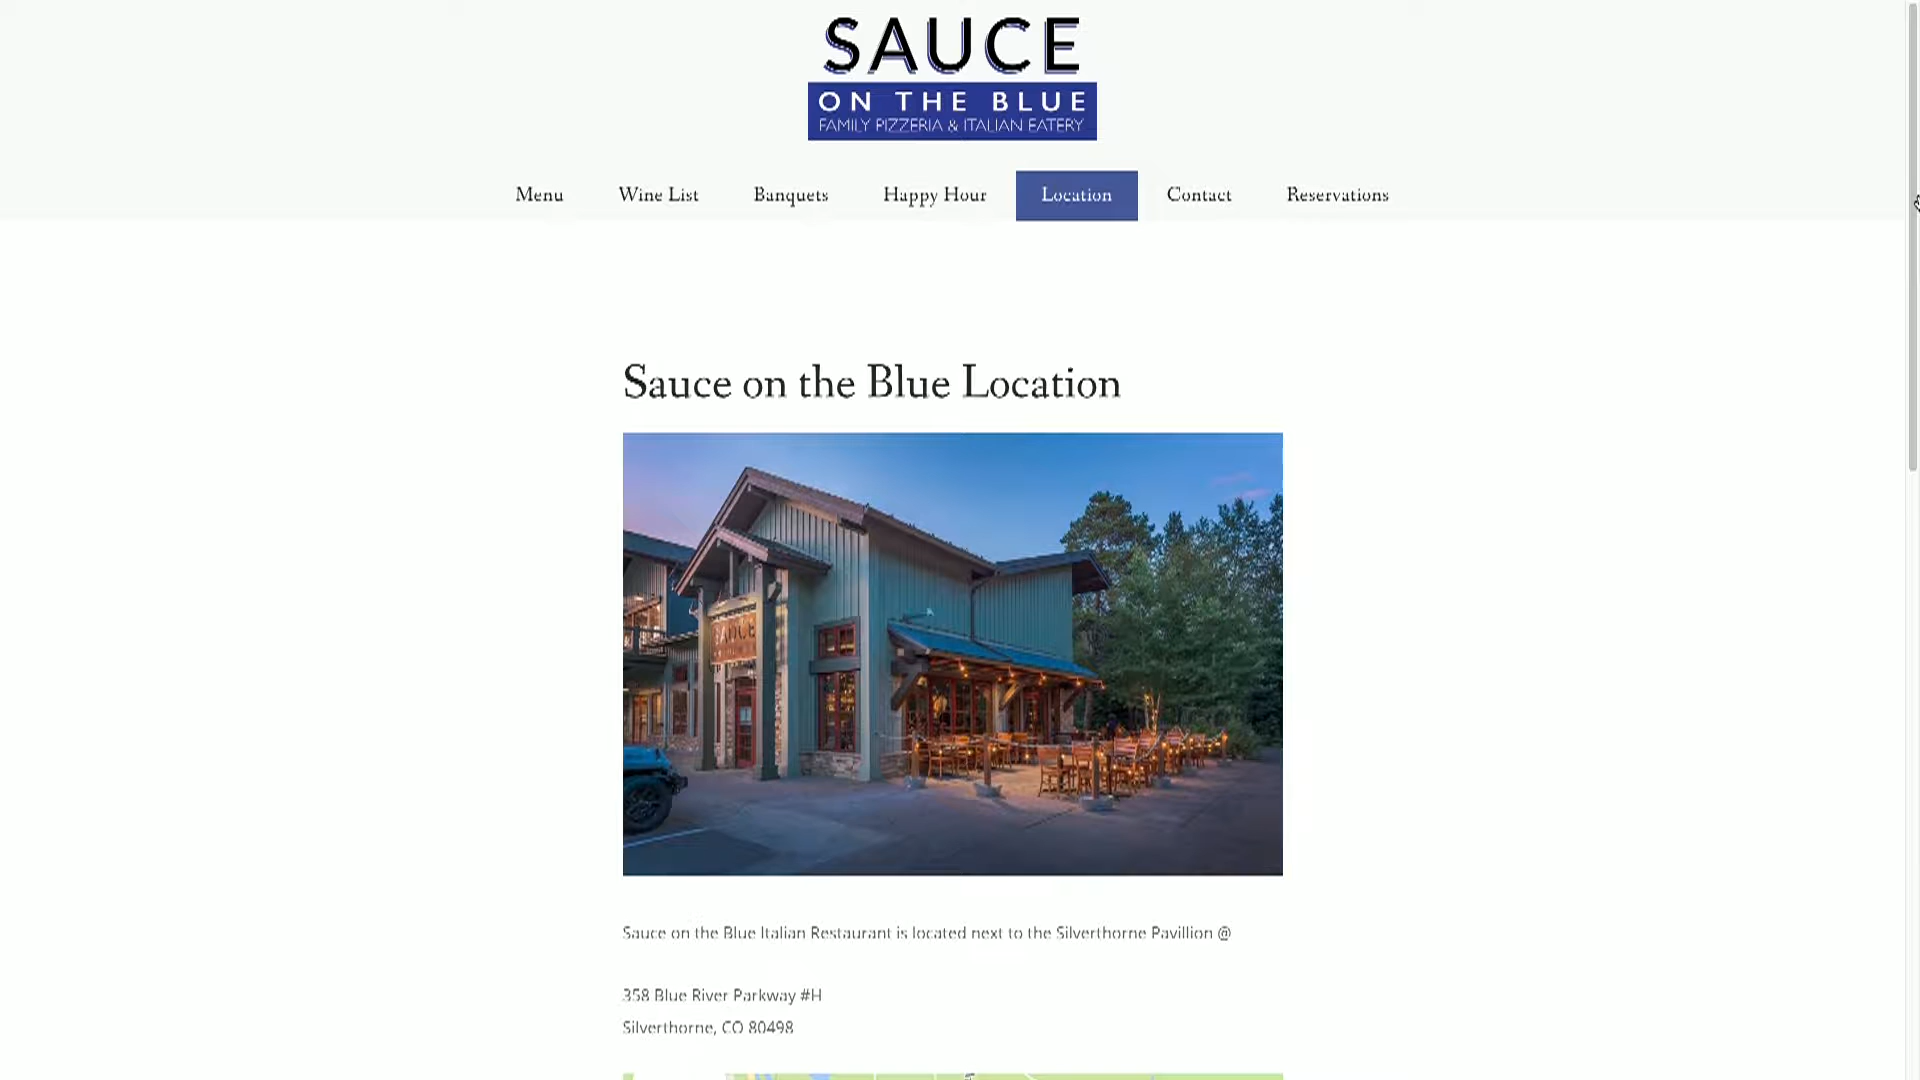 SAUCE
ON THE BLUE
FAMILY PIZZERIA & ITALIAN EATERY
Menu
Wine List
Banquets
Happy Hour
Location
Contact
Reservations
Sauce on the Blue Location
SAUCE
Sauce on the Blue Italian Restaurant is located next to the Silverthorne Pavillion @
358 Blue River Parkway #H
Silverthorne, CO 80498